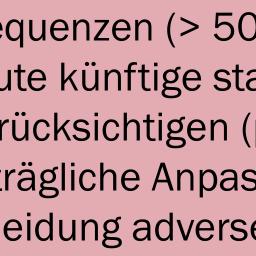 equenzen (> 50
ute künftige sta
rücksichtigen (
trägliche Anpas
eidung adverse